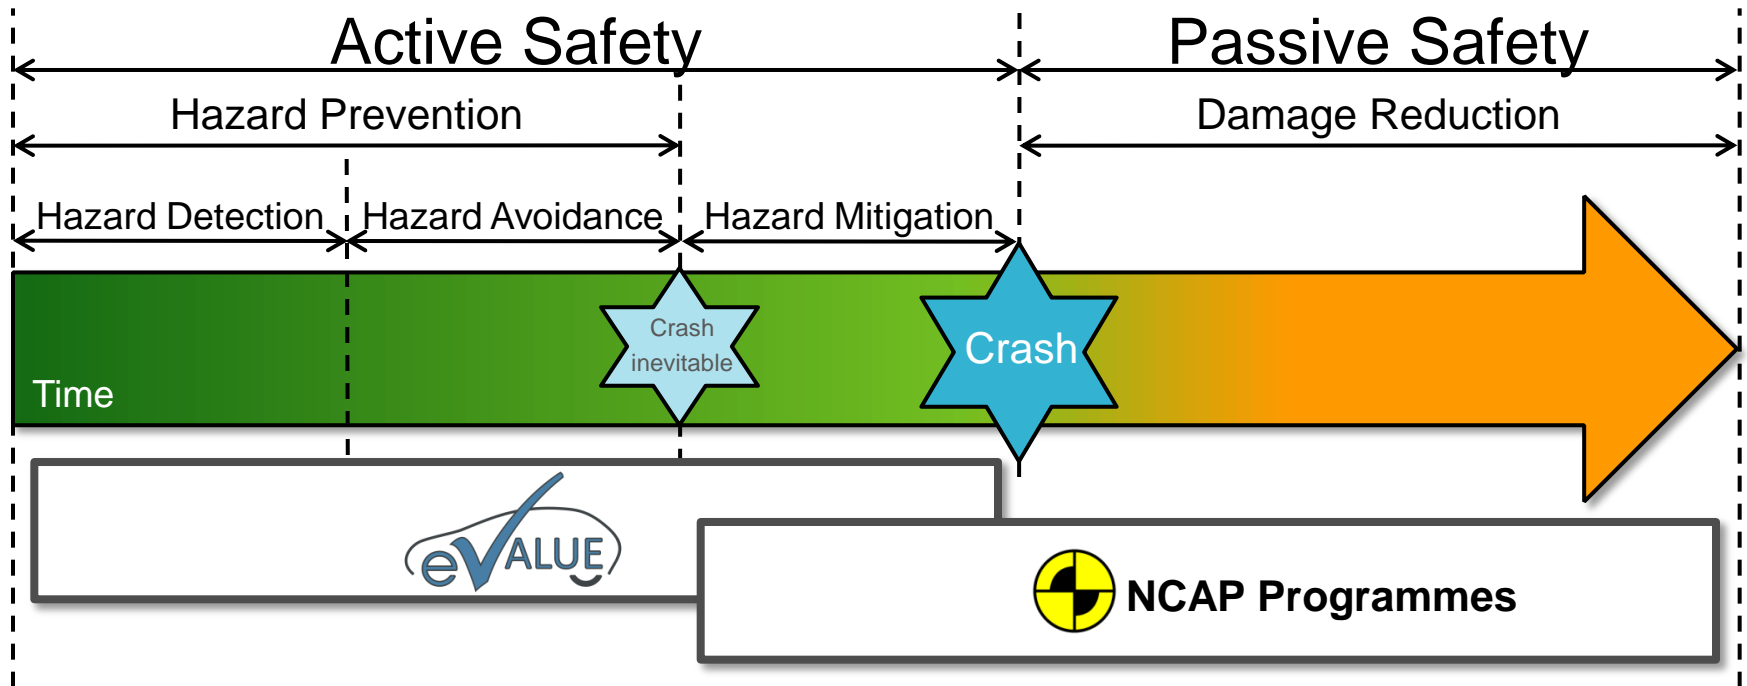 Active Safety
Passive Safety
Hazard Prevention
Damage Reduction
Hazard Detection
Hazard Avoidance
Hazard Mitigation
Crash
inevitable
Crash
Time
eVALUE
NCAP Programmes